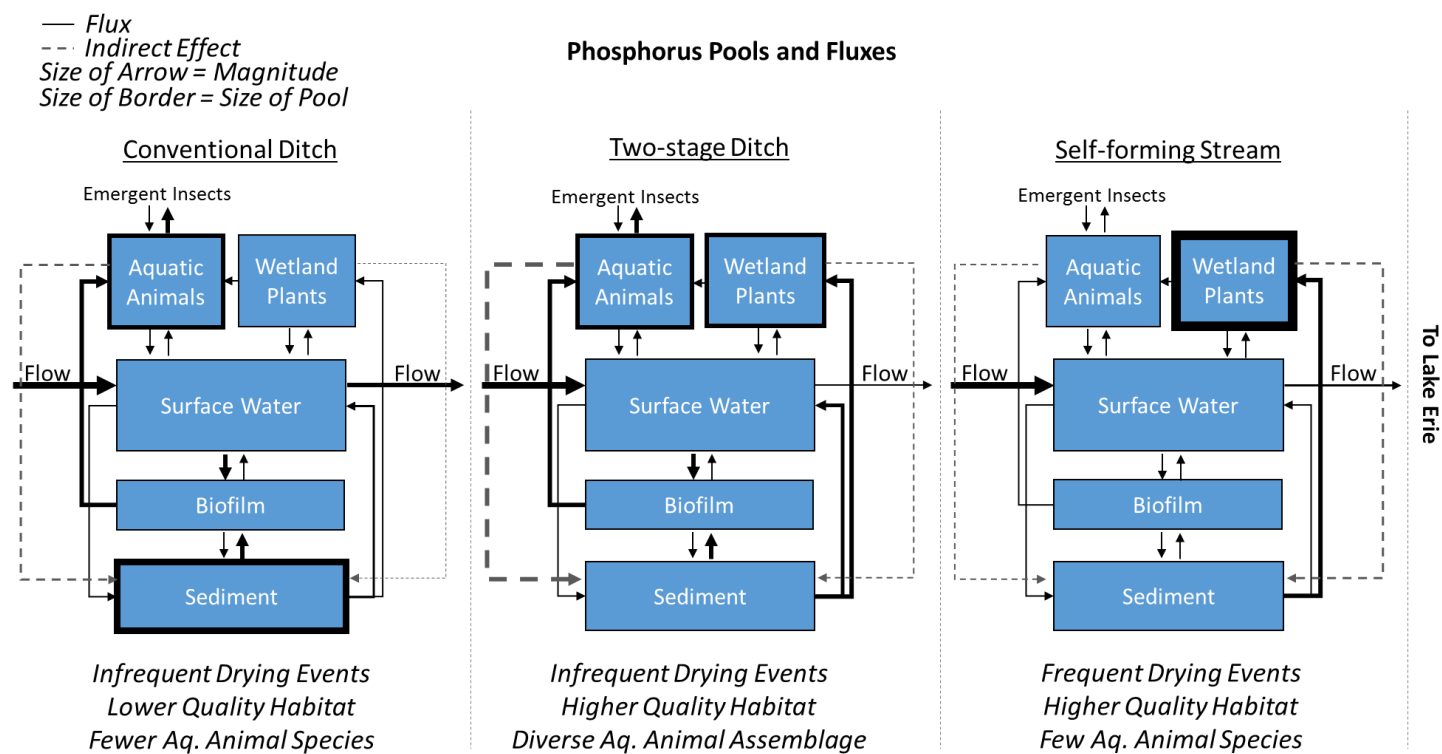 Flux
Indirect Effect
Size of Arrow = Magnitude
Size of Border = Size of Pool
Phosphorus Pools and Fluxes
Conventional Ditch
Emergent Insects
Aquatic
Animals
Wetland
Plants
Flow
Flow
Surface Water
Biofilm
Sediment
Infrequent Drying Events
Lower Quality Habitat
Fewer Aq. Animal Species
Two-stage Ditch
Emergent Insects
Aquatic
Animals
Wetland
Plants
Flow
Flow
Surface Water
Biofilm
Sediment
Infrequent Drying Events
Higher Quality Habitat
Diverse Aq. Animal Assemblage
Self-forming Stream
Emergent Insects
Aquatic
Animals
Wetland
Plants
Flow
Flow
Surface Water
Biofilm
Sediment
Frequent Drying Events
Higher Quality Habitat
Few Aq. Animal Species
To Lake Erie